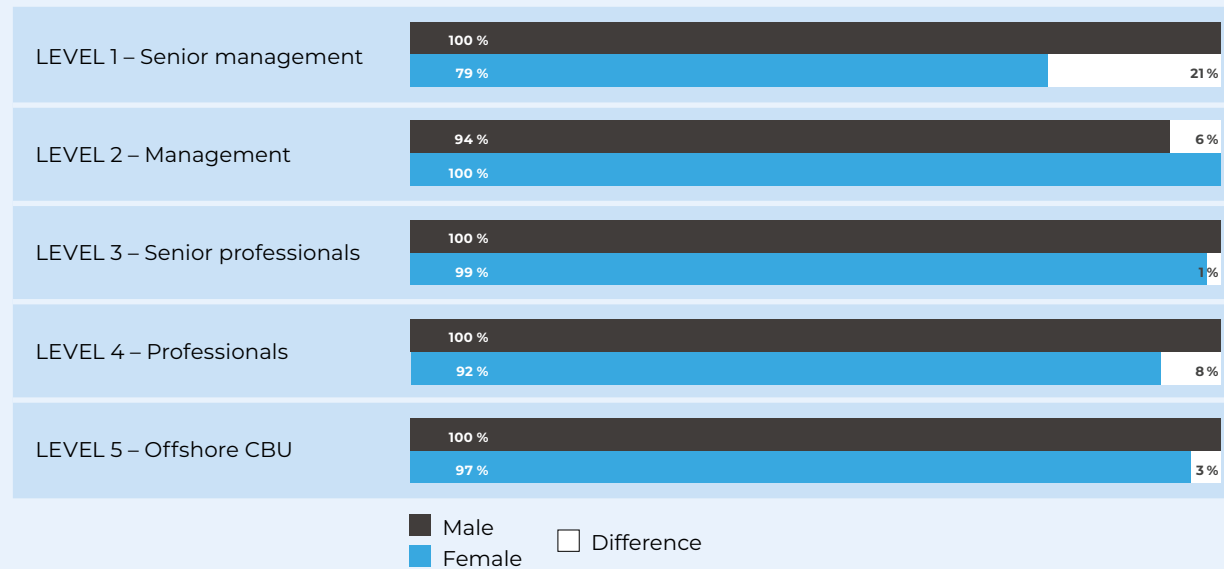 LEVEL 1 – Senior management
100 %
79 %
21 %
LEVEL 2 – Management
94 %
6 %
100 %
LEVEL 3 – Senior professionals
100 %
99 %
1 %
LEVEL 4 – Professionals
100 %
92 %
8 %
LEVEL 5 – Offshore CBU
100 %
97 %
3 %
Male
Female
Difference